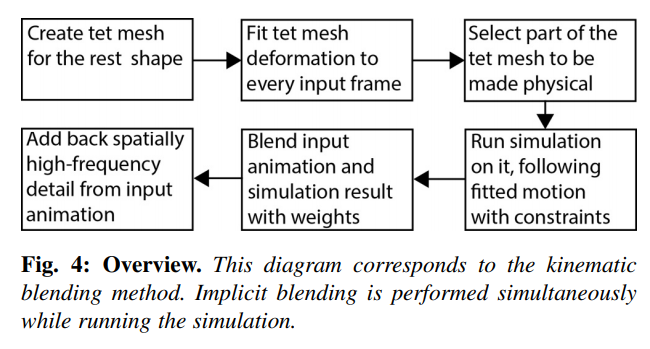 Create tet mesh
for the rest shape
Fit tet mesh
deformation to
every input frame
Select part of the
tet mesh to be
made physical
Run simulation
on it, following
fitted motion
with constraints
Blend input
animation and
simulation result
with weights
Add back spatially
high-frequency
detail from input
animation
Fig. 4: Overview. This diagram corresponds to the kinematic
blending method. Implicit blending is performed simultaneously
while running the simulation.